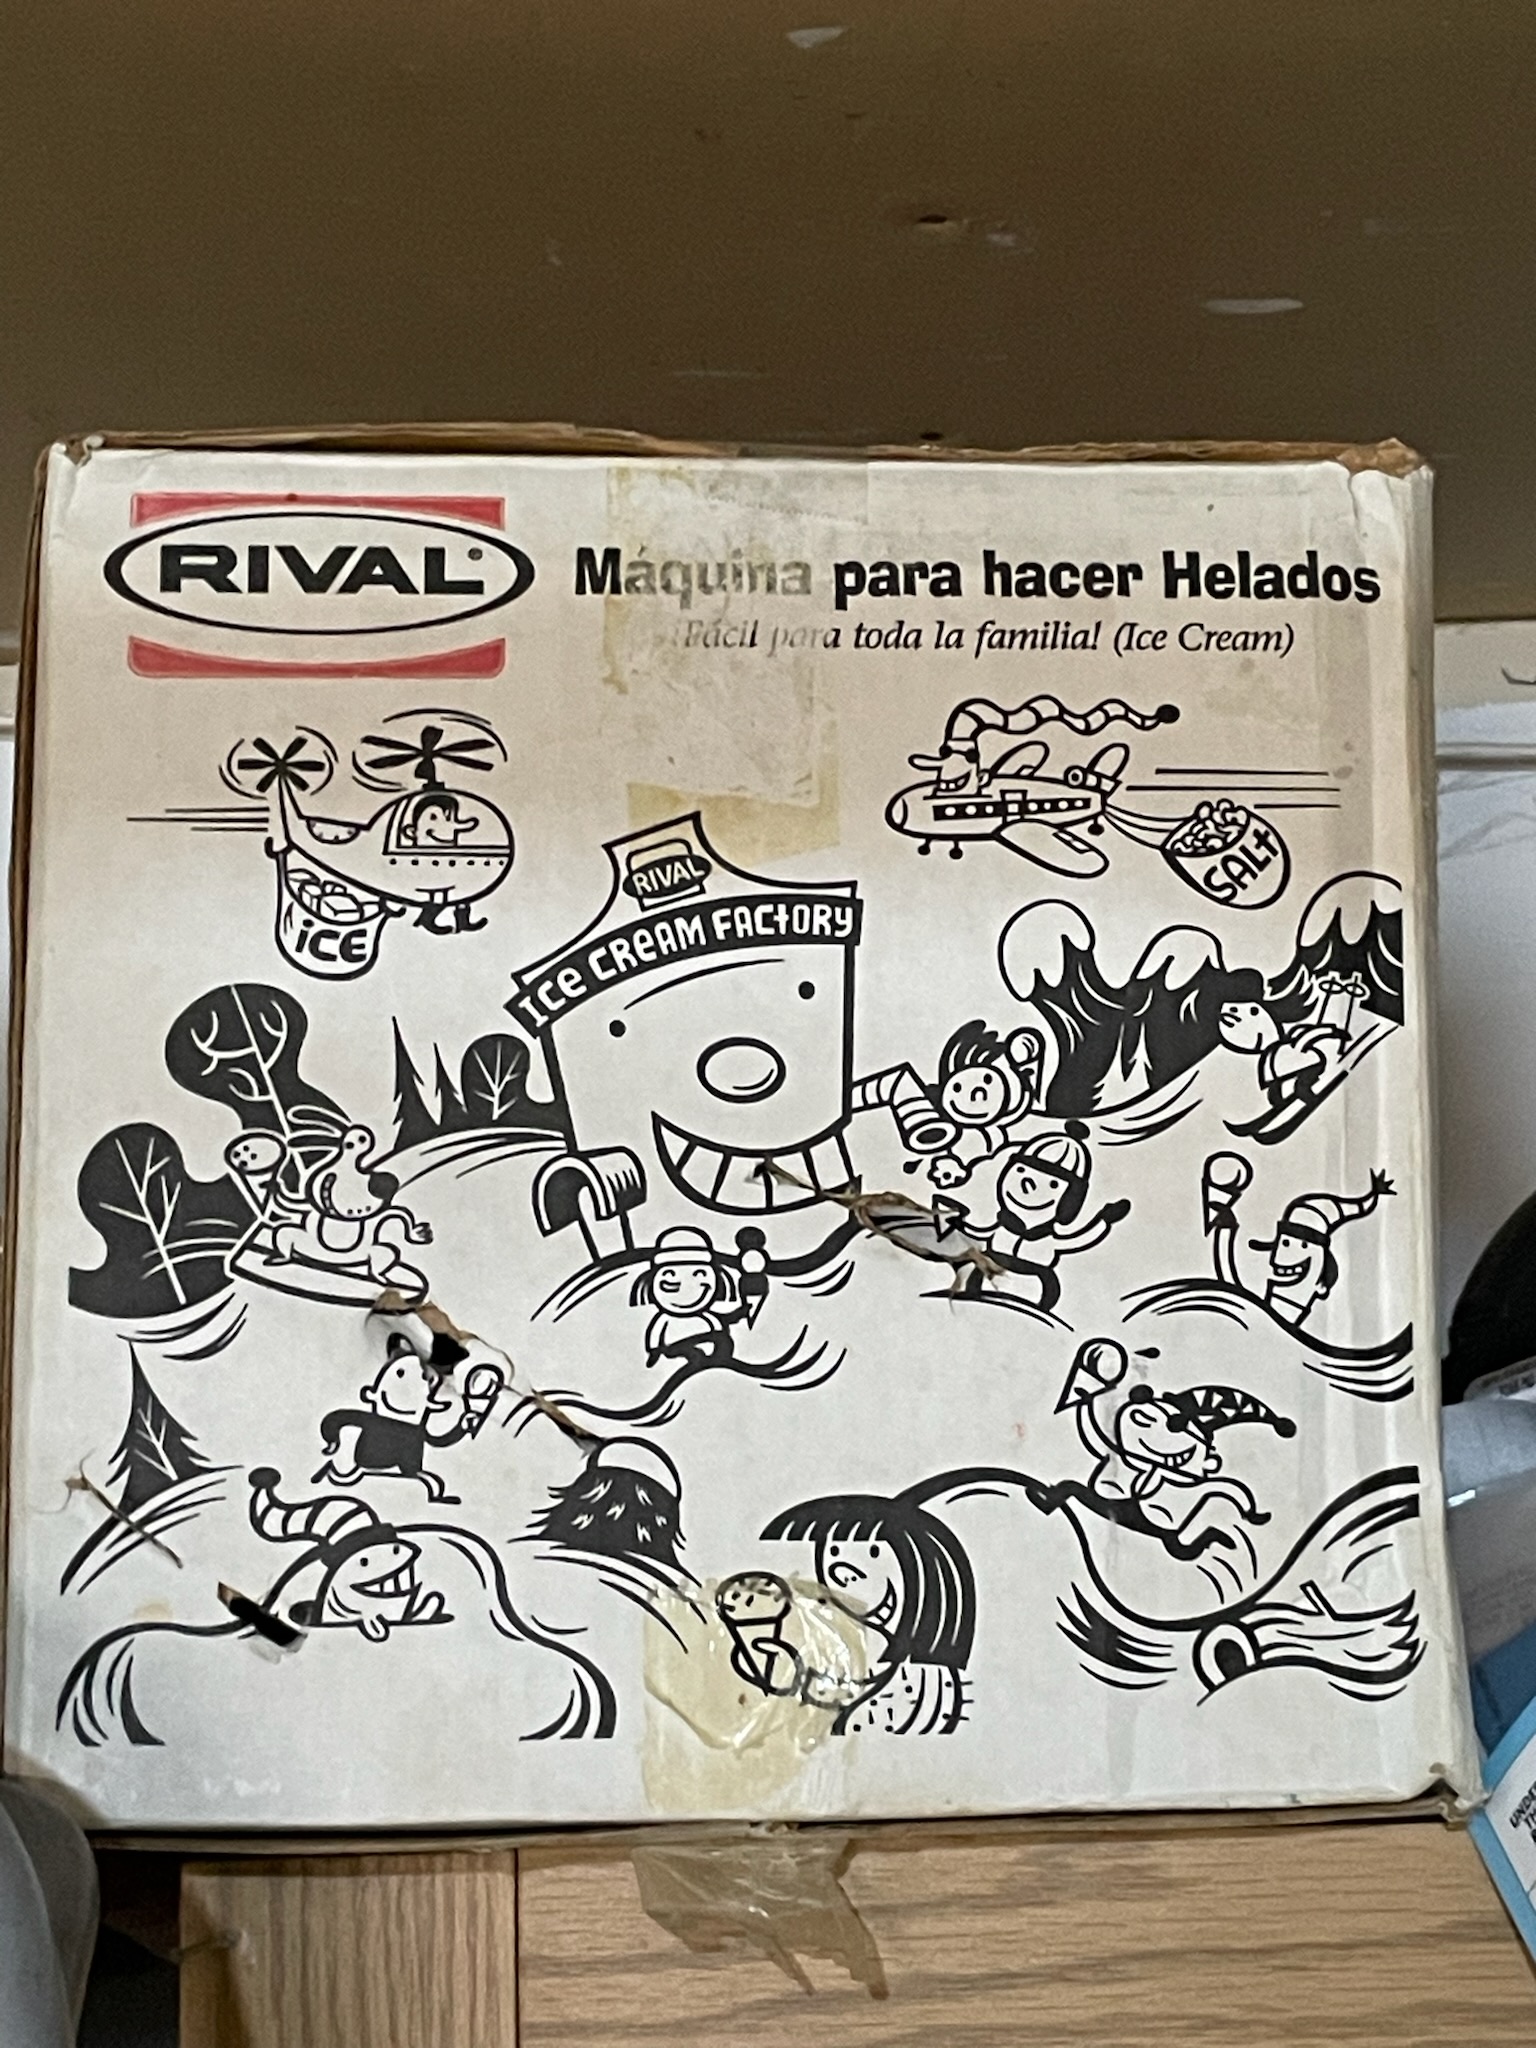 RIVAL®
Máquina para hacer Helados
¡Fácil para toda la familia! (Ice Cream)
ICE
SALt
RIVAL
ICe CReAM FACtORY